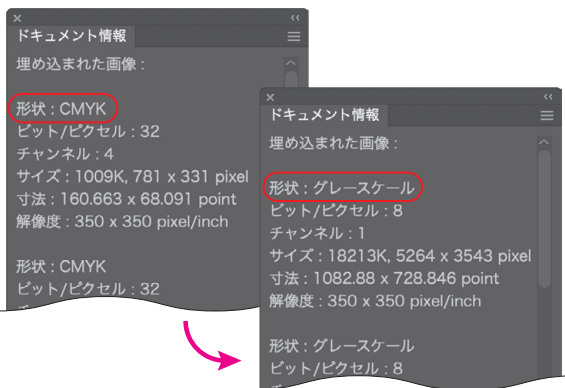 ドキュメント情報
埋め込まれた画像 :
形状 : CMYK
ビット/ピクセル : 32
チャンネル : 4
サイズ : 1009K, 781 x 331 pixel
寸法 : 160.663 x 68.091 point
解像度 : 350 x 350 pixel/inch
形状 : CMYK
ビット/ピクセル : 32
ドキュメント情報
埋め込まれた画像 :
形状 : グレースケール
ビット/ピクセル : 8
チャンネル : 1
サイズ : 18213K, 5264 x 3543 pixel
寸法 : 1082.88 x 728.846 point
解像度 : 350 x 350 pixel/inch
形状 : グレースケール
ビット/ピクセル : 8